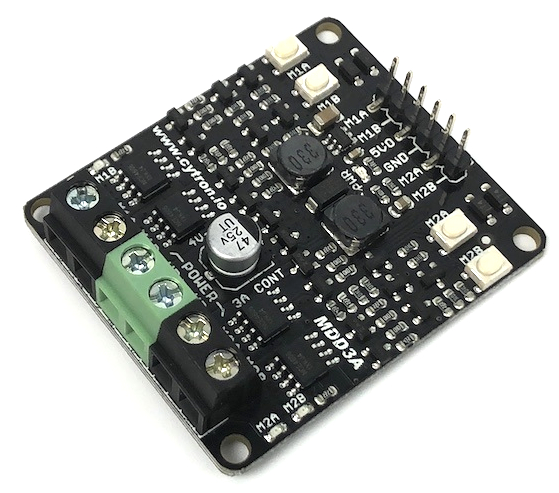 M1A
M1B
M1A
M1B
5VO
GND
M2A
M2B
www.cytron.io
M1B
330
330
47
25V
UT
POWER
3A CONT
M2A
M2B
MDD3A
M2A
M2B